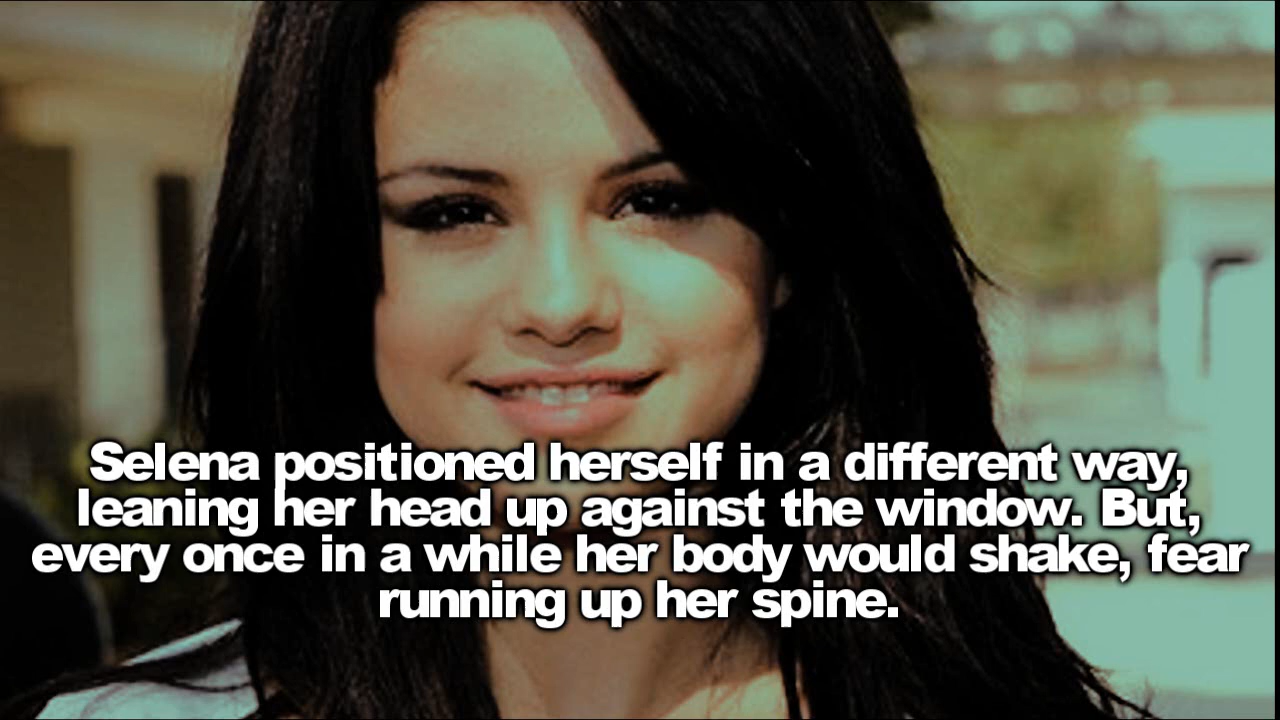 Selena positioned herself in a different way,
leaning her head up against the window. But,
every once in a while her body would shake, fear
running up her spine.